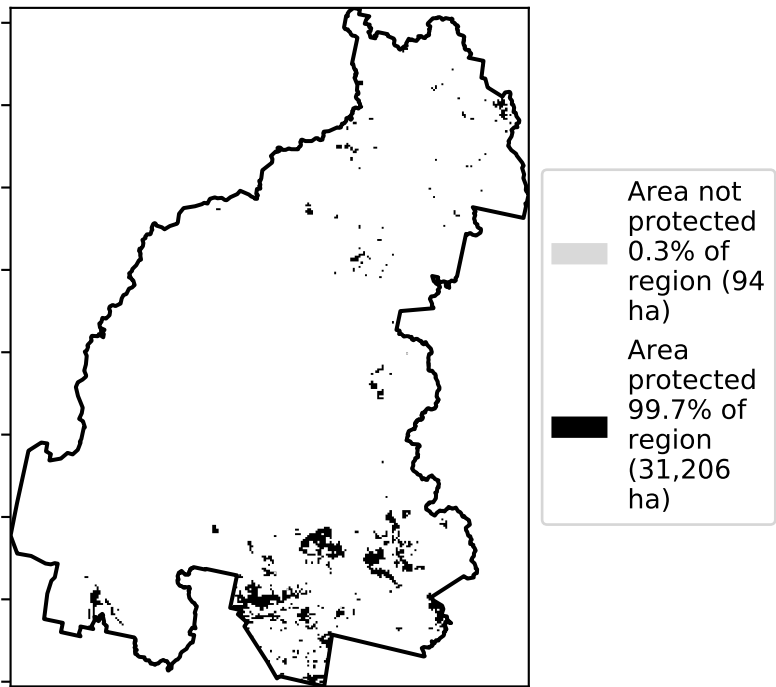 Area not
protected
0.3% of
region (94
ha)
Area
protected
99.7% of
region
(31,206
ha)